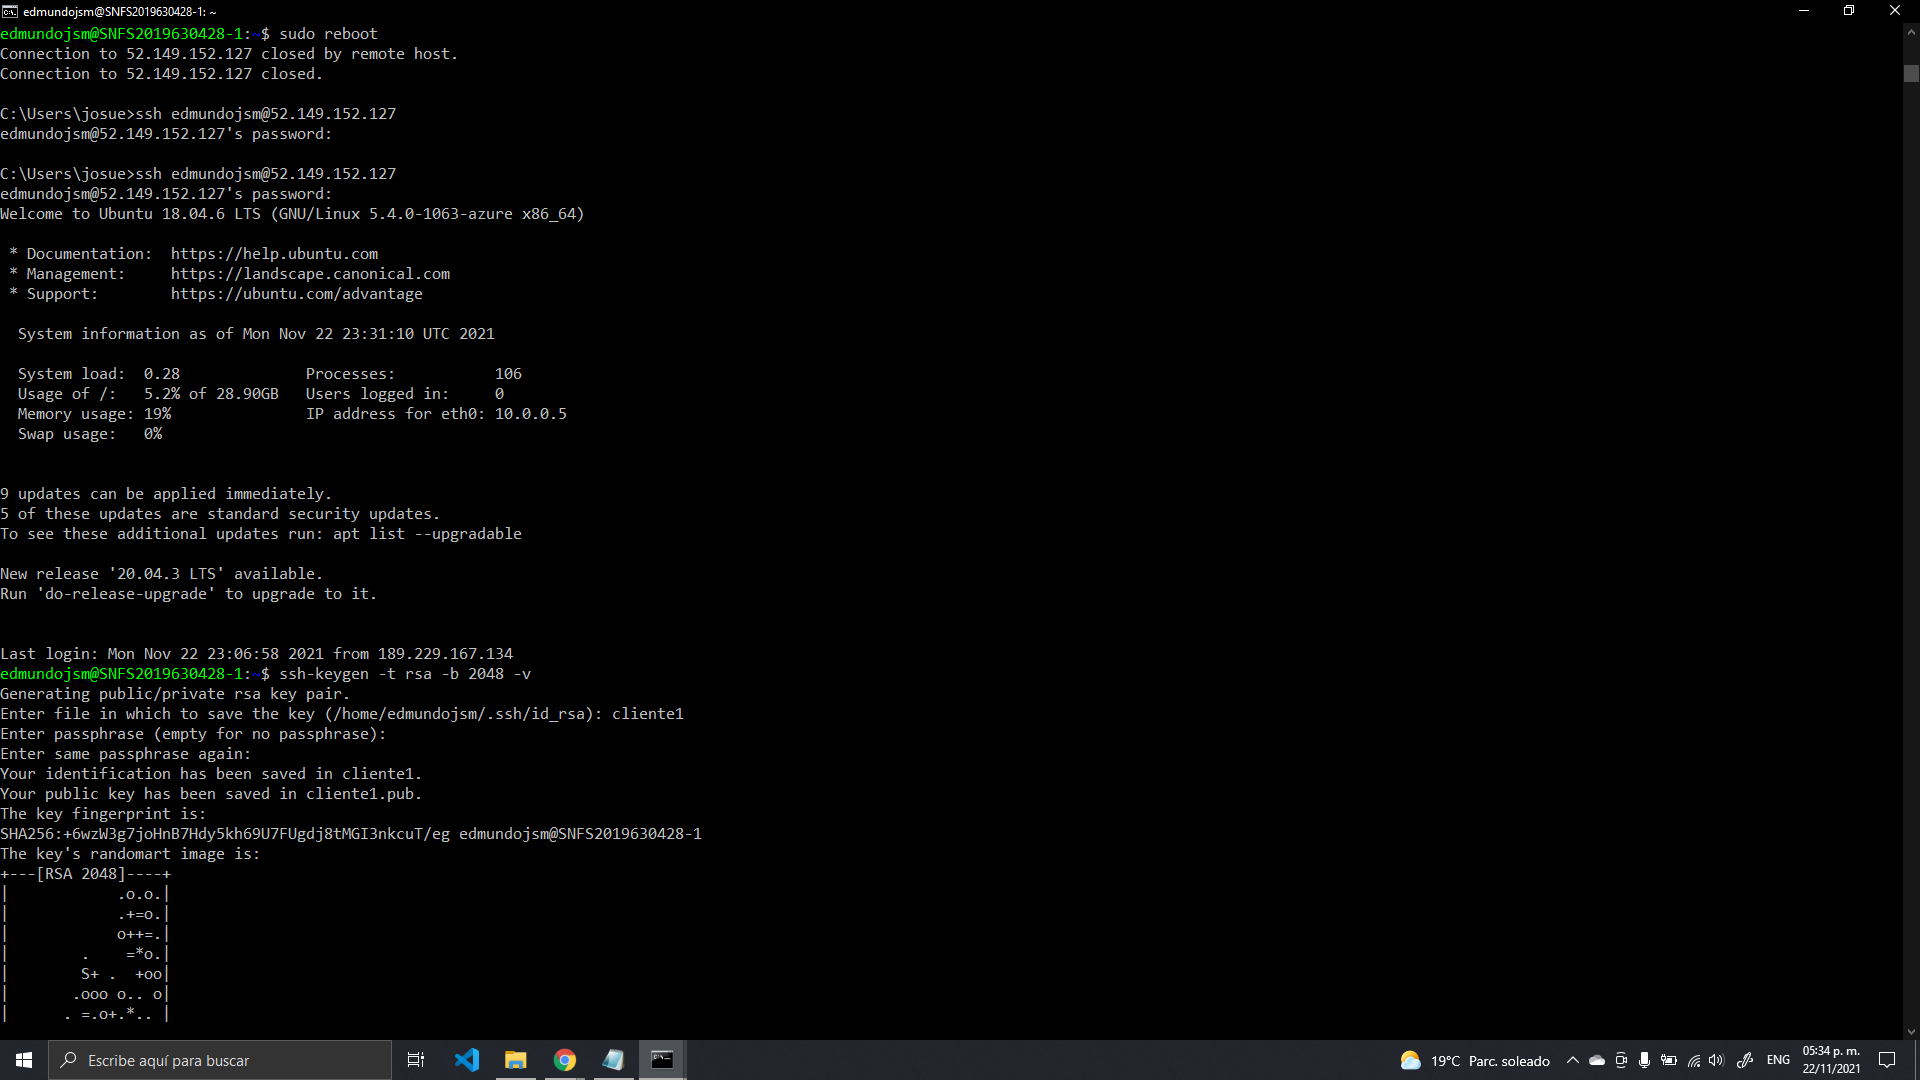 edmundojsm@SNFS2019630428-1: ~
edmundojsm@SNFS2019630428-1:~$ sudo reboot
Connection to 52.149.152.127 closed by remote host.
Connection to 52.149.152.127 closed.
C:\Users\josue>ssh edmundojsm@52.149.152.127
edmundojsm@52.149.152.127's password:
C:\Users\josue>ssh edmundojsm@52.149.152.127
edmundojsm@52.149.152.127's password:
Welcome to Ubuntu 18.04.6 LTS (GNU/Linux 5.4.0-1063-azure x86_64)
 * Documentation:  https://help.ubuntu.com
 * Management:     https://landscape.canonical.com
 * Support:        https://ubuntu.com/advantage
  System information as of Mon Nov 22 23:31:10 UTC 2021
  System load:  0.28              Processes:           106
  Usage of /:   5.2% of 28.90GB   Users logged in:     0
  Memory usage: 19%               IP address for eth0: 10.0.0.5
  Swap usage:   0%
9 updates can be applied immediately.
5 of these updates are standard security updates.
To see these additional updates run: apt list --upgradable
New release '20.04.3 LTS' available.
Run 'do-release-upgrade' to upgrade to it.
Last login: Mon Nov 22 23:06:58 2021 from 189.229.167.134
edmundojsm@SNFS2019630428-1:~$ ssh-keygen -t rsa -b 2048 -v
Generating public/private rsa key pair.
Enter file in which to save the key (/home/edmundojsm/.ssh/id_rsa): cliente1
Enter passphrase (empty for no passphrase):
Enter same passphrase again:
Your identification has been saved in cliente1.
Your public key has been saved in cliente1.pub.
The key fingerprint is:
SHA256:+6wzW3g7joHnB7Hdy5kh69U7FUgdj8tMGI3nkcuT/eg edmundojsm@SNFS2019630428-1
The key's randomart image is:
+---[RSA 2048]----+
|            .o.o.|
|            .+=o.|
|            o++=.|
|        .    =*o.|
|        S+ .  +oo|
|       .ooo o.. o|
|      . =.o+.*.. |
Escribe aquí para buscar
19°C Parc. soleado
ENG
05:34 p. m.
22/11/2021